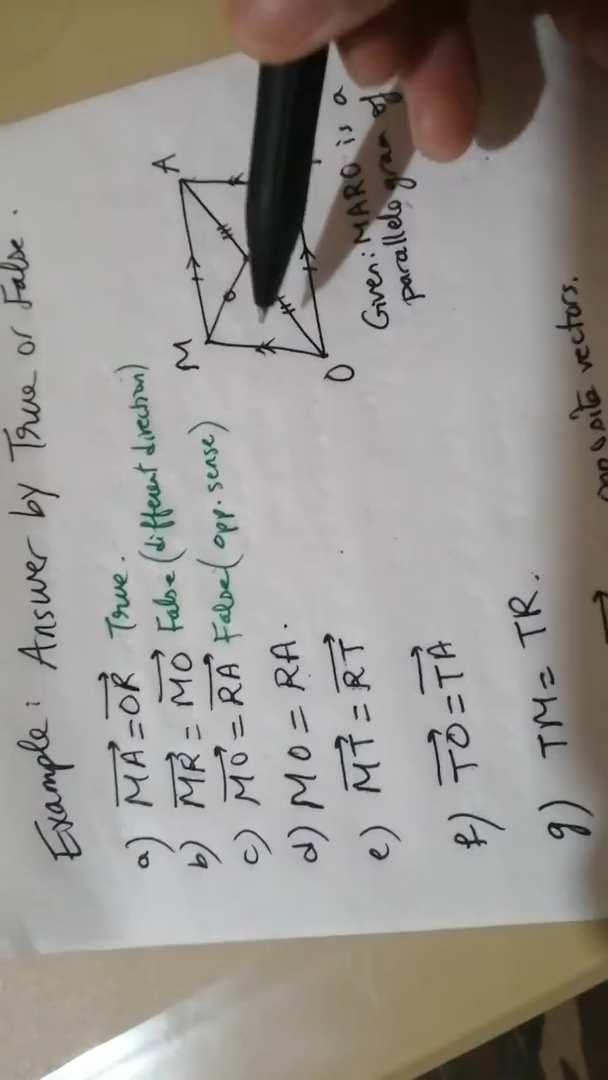 Example: Answer by True or False.
a) MA = OR True.
b) MR = MO False (different direction)
c) MO = RA False (opp. sense)
d) MO = RA.
e) MT = RT
f) TO = TA
g) TM = TR.
A
M
O
Given: MARO is a
parallelogram of
opposite vectors.